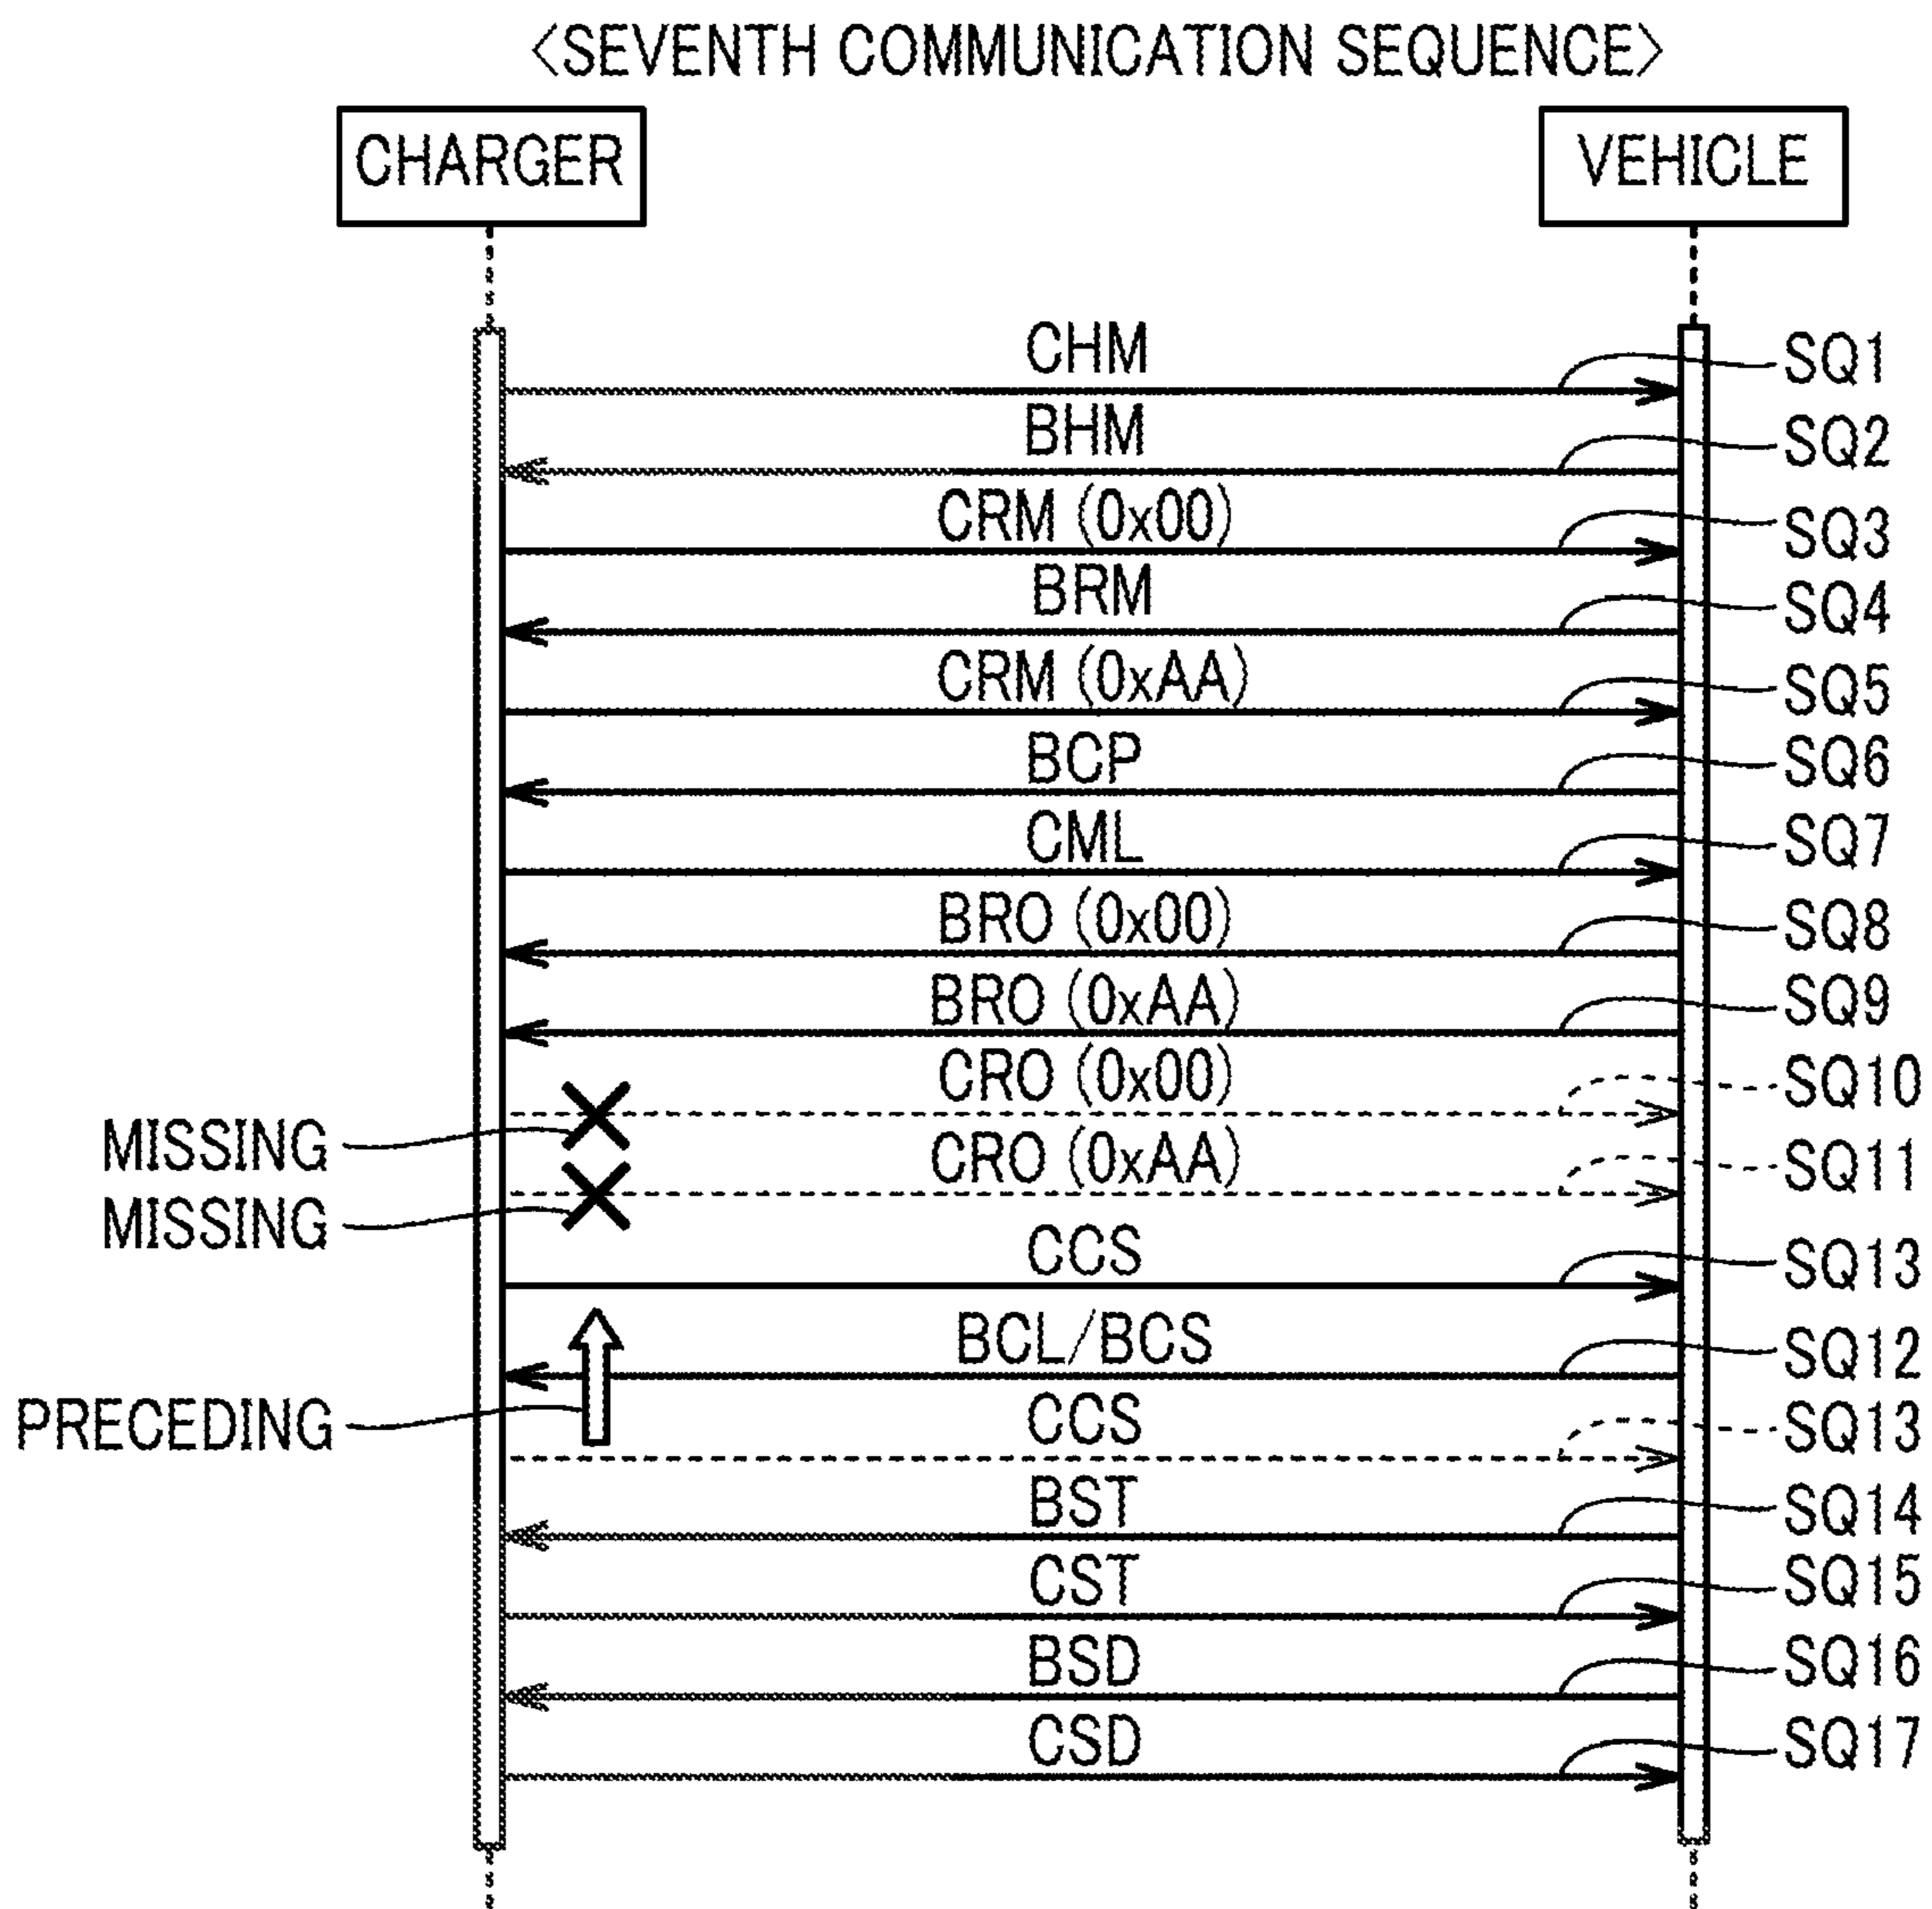 <SEVENTH COMMUNICATION SEQUENCE>
CHARGER VEHICLE
CHM SQ1
BHM SQ2
CRM (0x00) SQ3
BRM SQ4
CRM (0xAA) SQ5
BCP SQ6
CML SQ7
BRO (0x00) SQ8
BRO (0xAA) SQ9
CRO (0x00) SQ10
MISSING
CRO (0xAA) SQ11
MISSING
CCS SQ13
BCL/BCS SQ12
PRECEDING
CCS SQ13
BST SQ14
CST SQ15
BSD SQ16
CSD SQ17